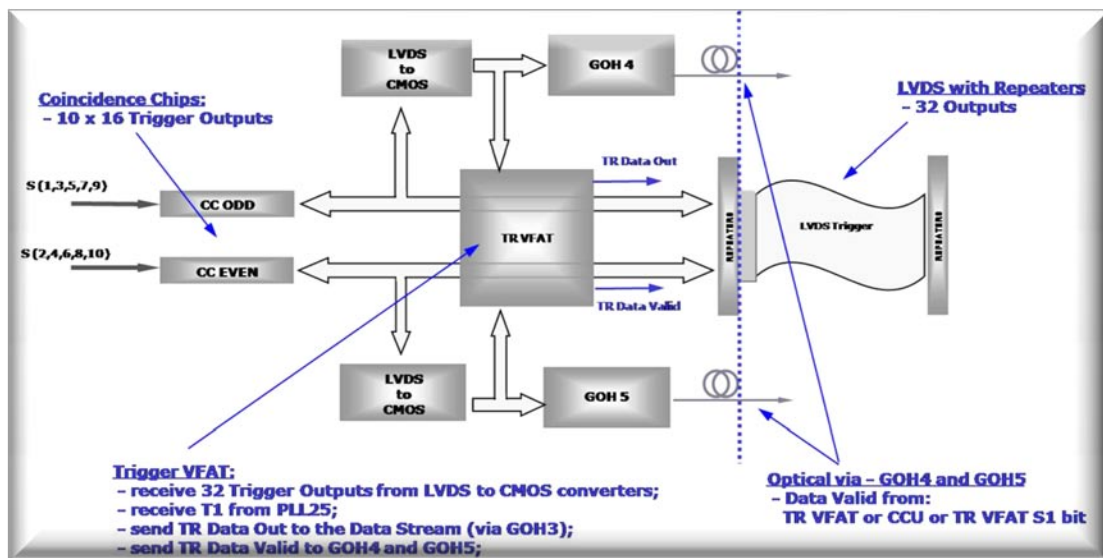 LVDS
to
CMOS
GOH 4
Coincidence Chips:
- 10 x 16 Trigger Outputs
LVDS with Repeaters
- 32 Outputs
TR Data Out
S{1,3,5,7,9}
CC ODD
TR VFAT
REPEATERS
LVDS Trigger
REPEATERS
S{2,4,6,8,10}
CC EVEN
TR Data Valid
LVDS
to
CMOS
GOH 5
Trigger VFAT:
- receive 32 Trigger Outputs from LVDS to CMOS converters;
- receive T1 from PLL25;
- send TR Data Out to the Data Stream (via GOH3);
- send TR Data Valid to GOH4 and GOH5;
Optical via - GOH4 and GOH5
- Data Valid from:
TR VFAT or CCU or TR VFAT S1 bit